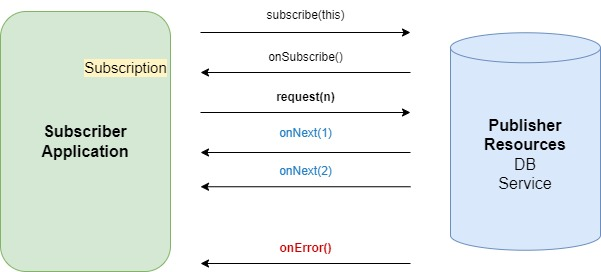 subscribe(this)
onSubscribe()
Subscription
request(n)
Subscriber
Application
onNext(1)
onNext(2)
onError()
Publisher
Resources
DB
Service